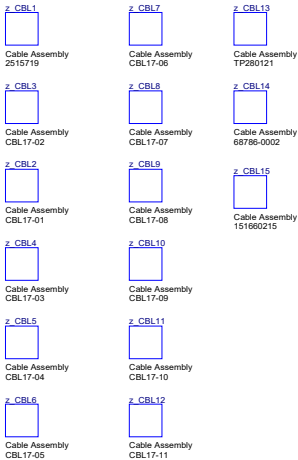 z_CBL1
Cable Assembly
2515719
z_CBL3
Cable Assembly
CBL17-02
z_CBL2
Cable Assembly
CBL17-01
z_CBL4
Cable Assembly
CBL17-03
z_CBL5
Cable Assembly
CBL17-04
z_CBL6
Cable Assembly
CBL17-05
z_CBL7
Cable Assembly
CBL17-06
z_CBL8
Cable Assembly
CBL17-07
z_CBL9
Cable Assembly
CBL17-08
z_CBL10
Cable Assembly
CBL17-09
z_CBL11
Cable Assembly
CBL17-10
z_CBL12
Cable Assembly
CBL17-11
z_CBL13
Cable Assembly
TP280121
z_CBL14
Cable Assembly
68786-0002
z_CBL15
Cable Assembly
151660215